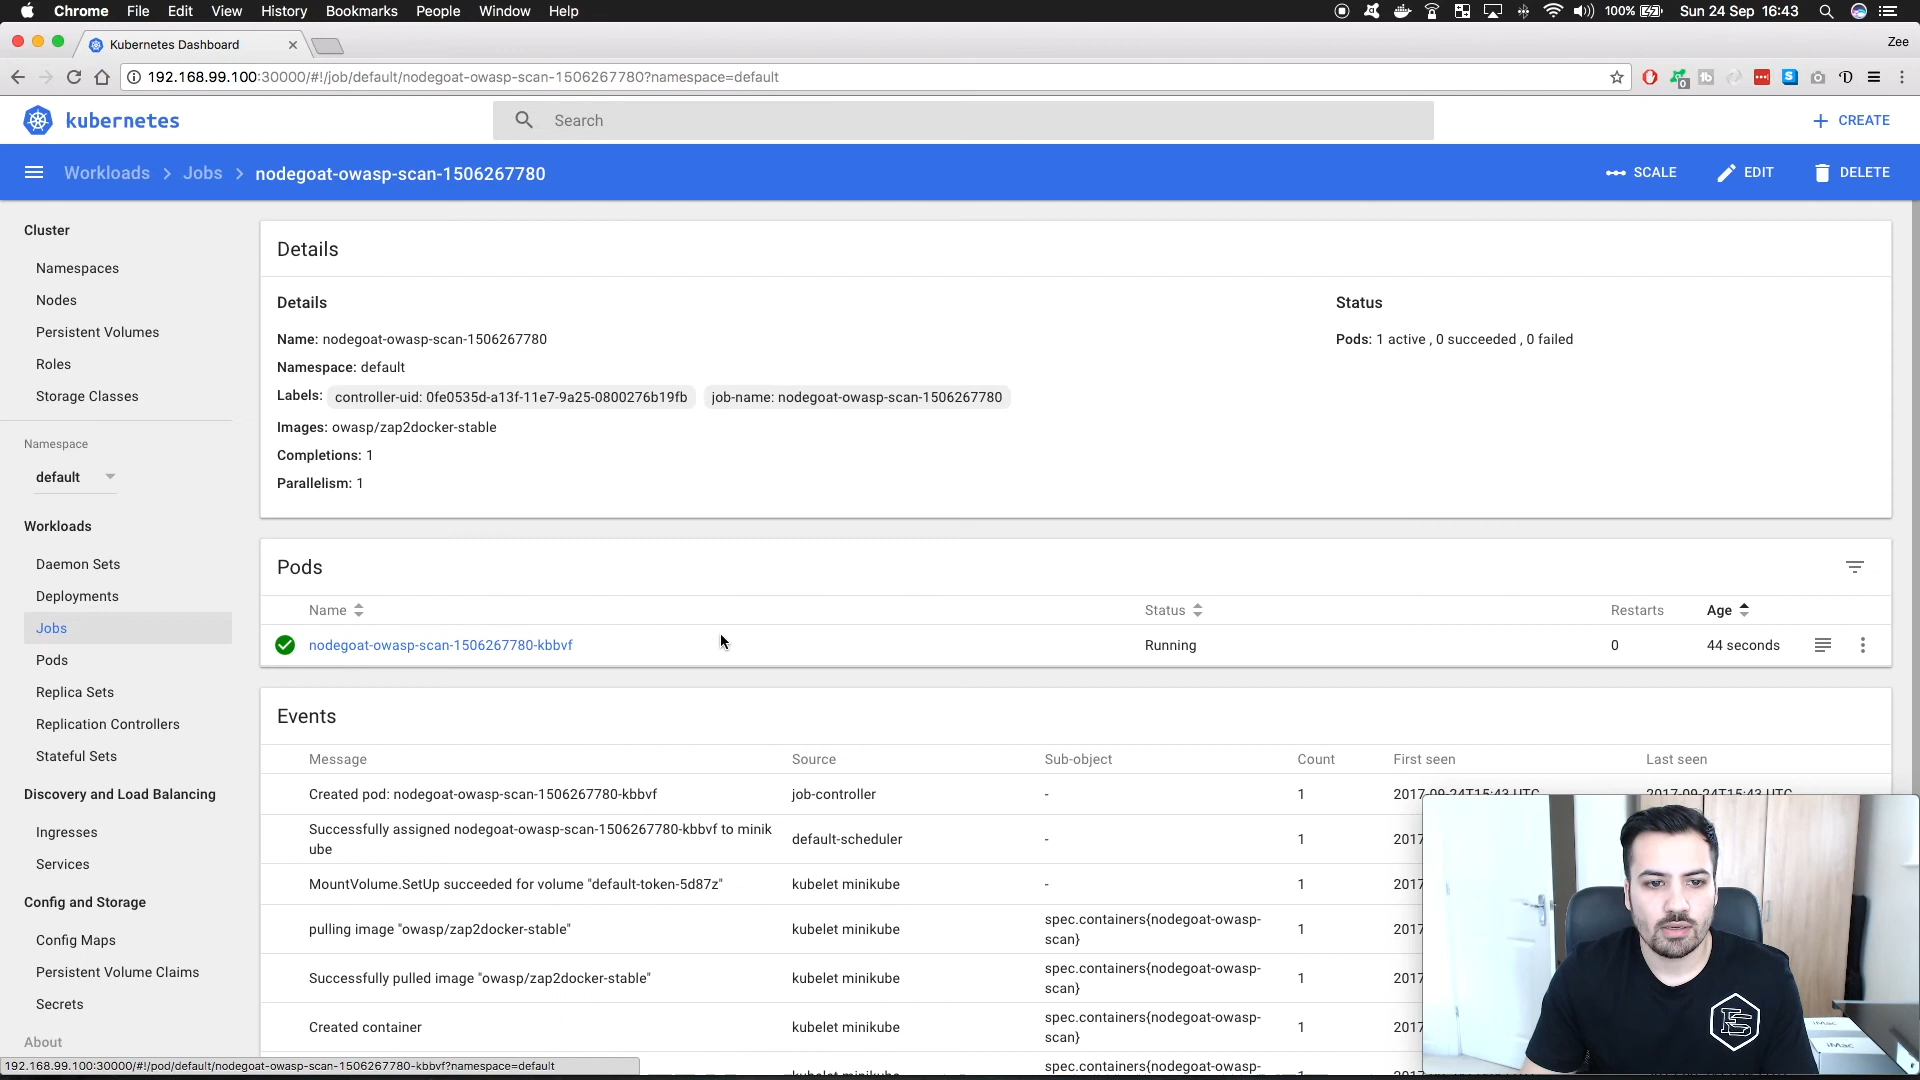 Chrome File Edit View History Bookmarks People Window Help 100% Sun 24 Sep 16:43
Kubernetes Dashboard Zee
192.168.99.100:30000/#!/job/default/nodegoat-owasp-scan-1506267780?namespace=default
kubernetes Search CREATE
Workloads > Jobs > nodegoat-owasp-scan-1506267780 SCALE EDIT DELETE
Cluster
Namespaces
Nodes
Persistent Volumes
Roles
Storage Classes
Namespace
default
Workloads
Daemon Sets
Deployments
Jobs
Pods
Replica Sets
Replication Controllers
Stateful Sets
Discovery and Load Balancing
Ingresses
Services
Config and Storage
Config Maps
Persistent Volume Claims
Secrets
About
Details
Details
Name: nodegoat-owasp-scan-1506267780
Namespace: default
Labels: controller-uid: 0fe0535d-a13f-11e7-9a25-0800276b19fb job-name: nodegoat-owasp-scan-1506267780
Images: owasp/zap2docker-stable
Completions: 1
Parallelism: 1
Status
Pods: 1 active , 0 succeeded , 0 failed
Pods
Name Status Restarts Age
nodegoat-owasp-scan-1506267780-kbbvf Running 0 44 seconds
Events
Message Source Sub-object Count First seen Last seen
Created pod: nodegoat-owasp-scan-1506267780-kbbvf job-controller - 1 2017-09-24T15:43 UTC 2017-09-24T15:43 UTC
Successfully assigned nodegoat-owasp-scan-1506267780-kbbvf to minik
ube default-scheduler - 1 2017
MountVolume.SetUp succeeded for volume "default-token-5d87z" kubelet minikube - 1 2017
pulling image "owasp/zap2docker-stable" kubelet minikube spec.containers{nodegoat-owasp-
scan} 1 2017
Successfully pulled image "owasp/zap2docker-stable" kubelet minikube spec.containers{nodegoat-owasp-
scan} 1 2017
Created container kubelet minikube spec.containers{nodegoat-owasp-
scan} 1 2017
spec.containers{nodegoat-owasp-
192.168.99.100:30000/#!/pod/default/nodegoat-owasp-scan-1506267780-kbbvf?namespace=default
iMac
iMac